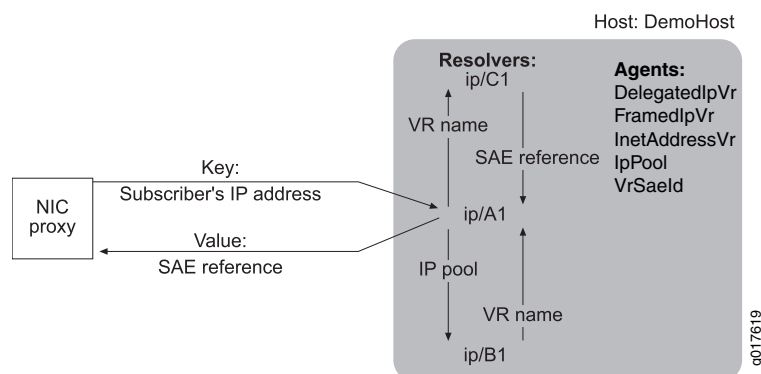 Host: DemoHost
Resolvers:
ip/C1
Agents:
DelegatedIpVr
FramedIpVr
InetAddressVr
IpPool
VrSaeId
VR name
SAE reference
Key:
Subscriber's IP address
NIC
proxy
ip/A1
Value:
SAE reference
IP pool
VR name
ip/B1
g017619